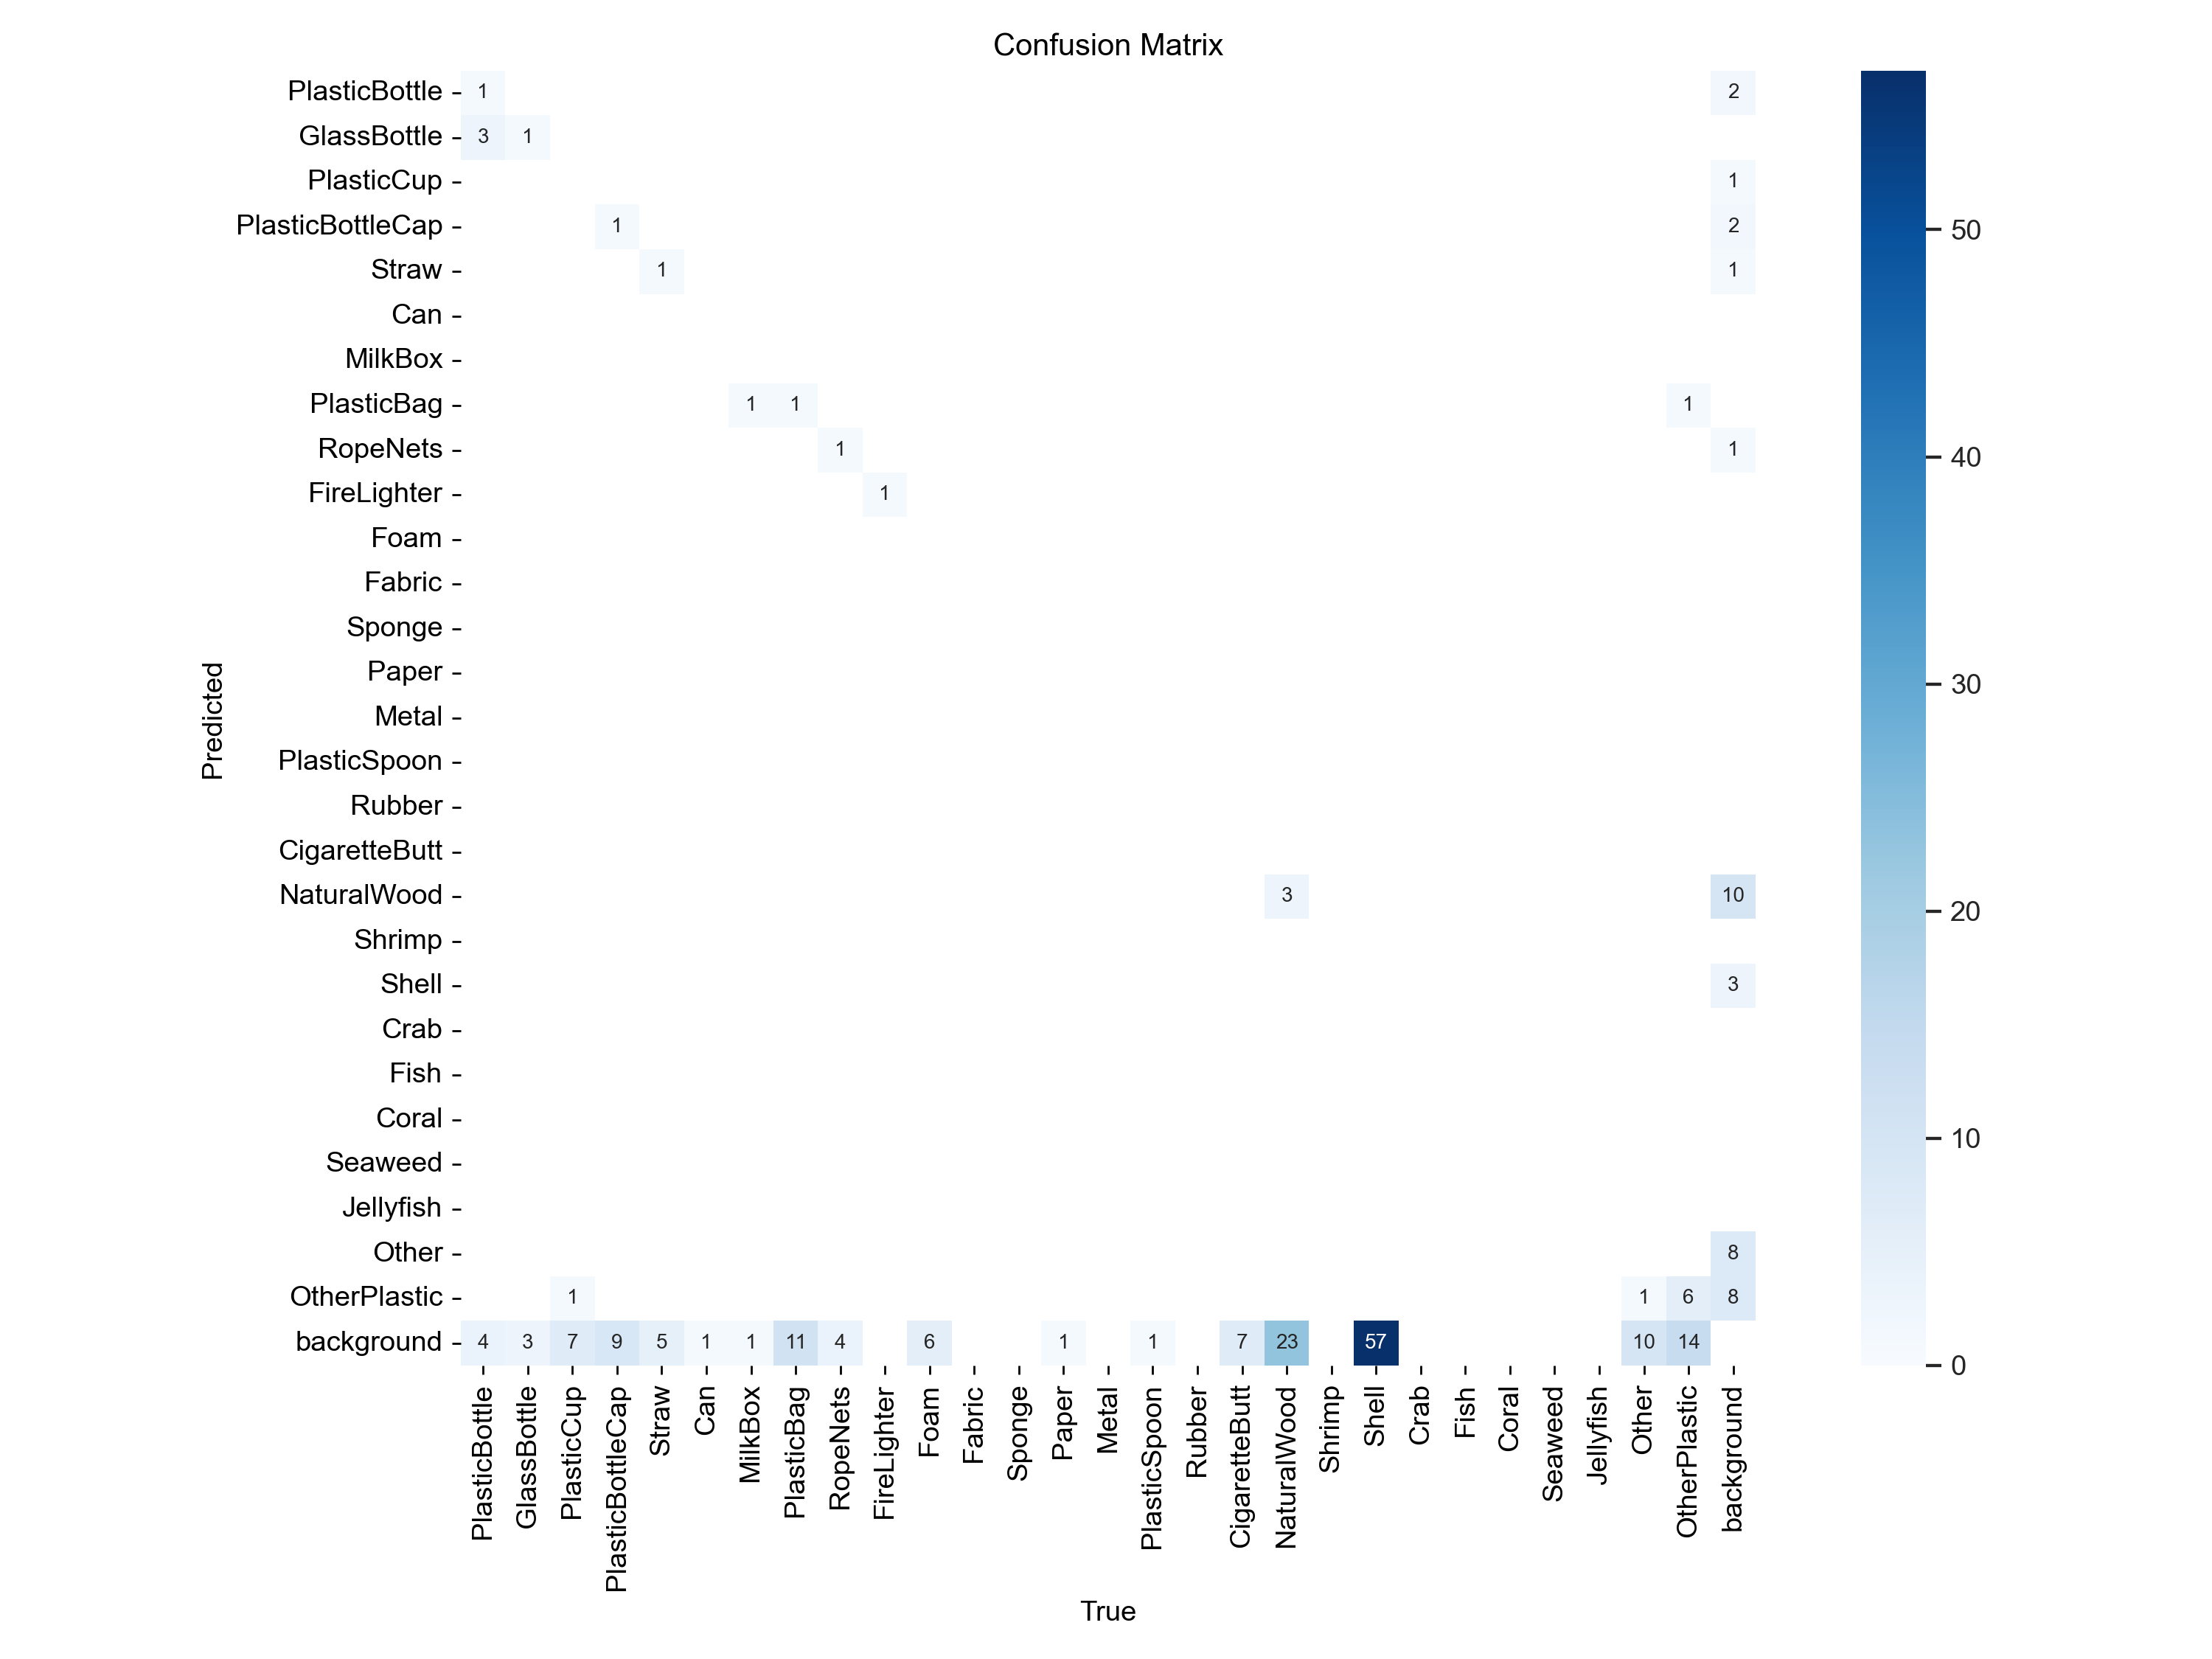 Confusion Matrix
PlasticBottle 1 2
GlassBottle 3 1
PlasticCup 1
PlasticBottleCap 1 2
Straw 1 1
Can
MilkBox
PlasticBag 1 1 1
RopeNets 1 1
FireLighter 1
Foam
Fabric
Sponge
Paper
Metal
PlasticSpoon
Rubber
CigaretteButt
NaturalWood 3 10
Shrimp
Shell 3
Crab
Fish
Coral
Seaweed
Jellyfish
Other 8
OtherPlastic 1 1 6 8
background 4 3 7 9 5 1 1 11 4 6 1 1 7 23 57 10 14
Predicted
PlasticBottle
GlassBottle
PlasticCup
PlasticBottleCap
Straw
Can
MilkBox
PlasticBag
RopeNets
FireLighter
Foam
Fabric
Sponge
Paper
Metal
PlasticSpoon
Rubber
CigaretteButt
NaturalWood
Shrimp
Shell
Crab
Fish
Coral
Seaweed
Jellyfish
Other
OtherPlastic
background
True
50
40
30
20
10
0